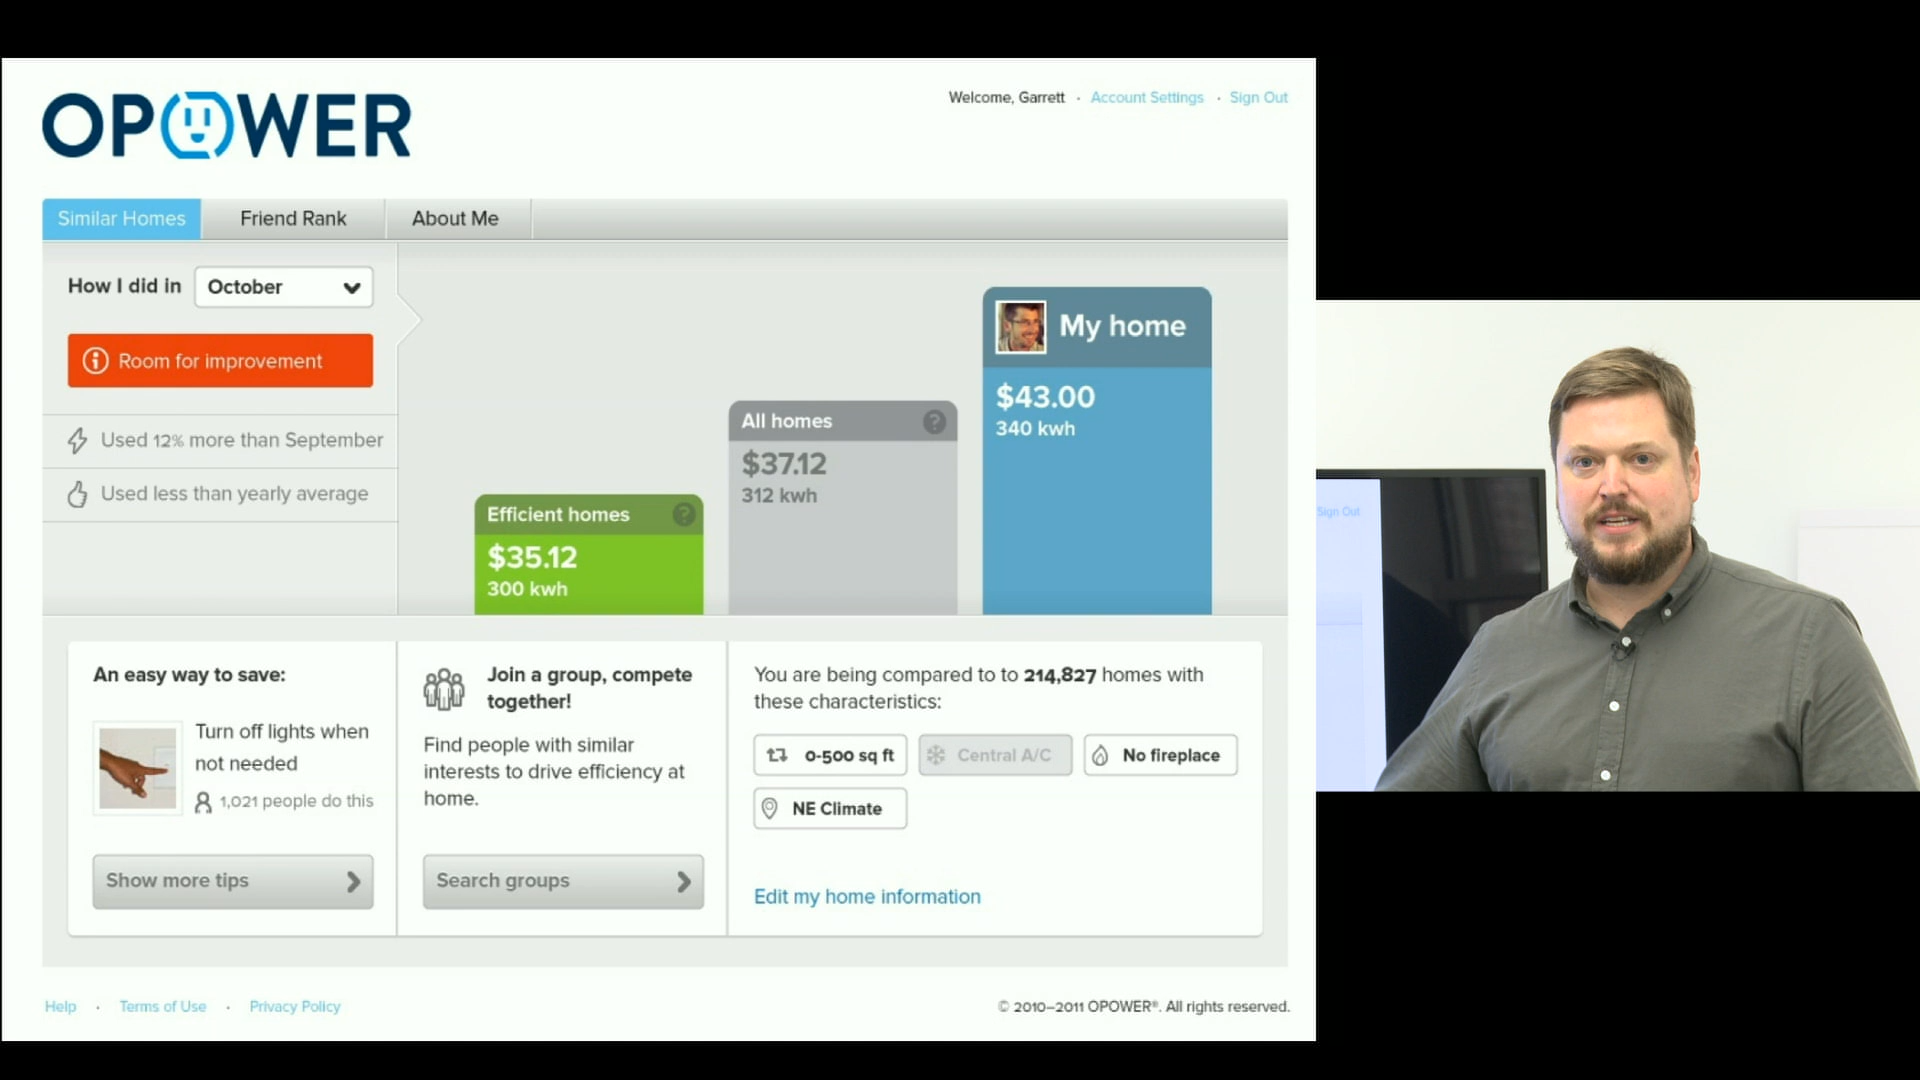 OPOWER
Welcome, Garrett · Account Settings · Sign Out
Similar Homes
Friend Rank
About Me
How I did in
October
Room for improvement
Used 12% more than September
Used less than yearly average
Efficient homes
$35.12
300 kwh
All homes
$37.12
312 kwh
My home
$43.00
340 kwh
An easy way to save:
Turn off lights when
not needed
1,021 people do this
Show more tips
Join a group, compete
together!
Find people with similar
interests to drive efficiency at
home.
Search groups
You are being compared to to 214,827 homes with
these characteristics:
0-500 sq ft
Central A/C
No fireplace
NE Climate
Edit my home information
Help · Terms of Use · Privacy Policy
© 2010–2011 OPOWER®. All rights reserved.
Sign Out